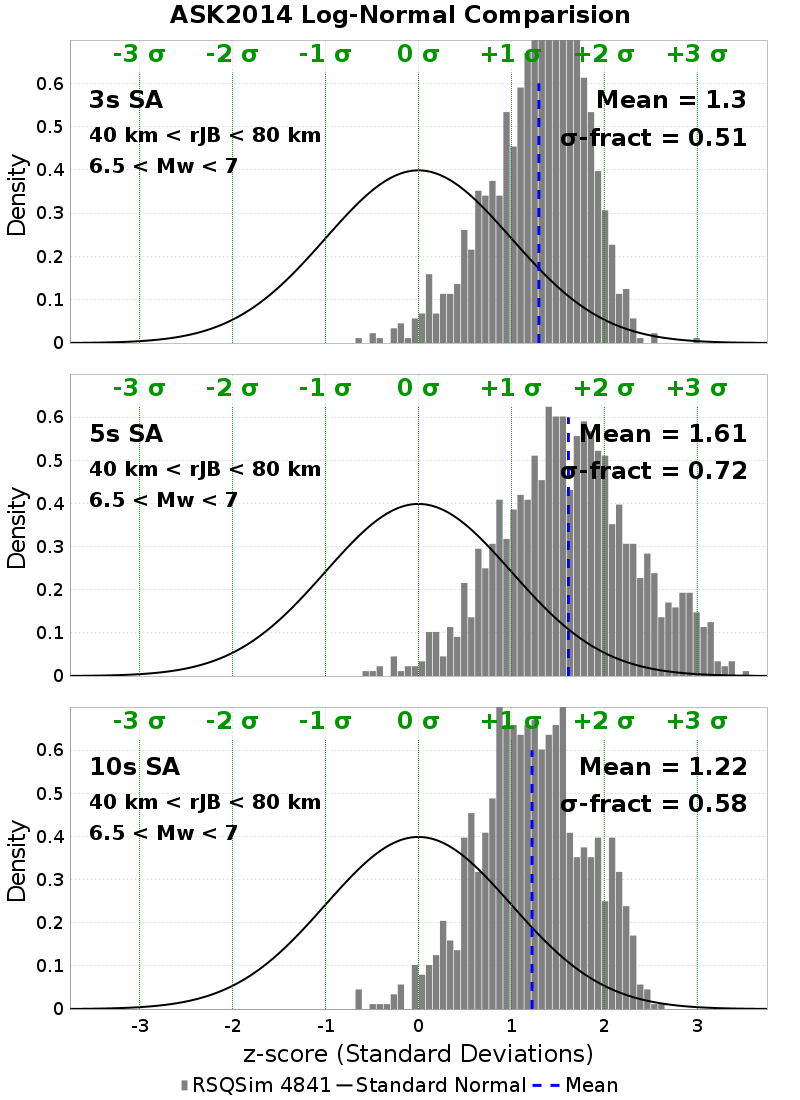 ASK2014 Log-Normal Comparision
-3 σ -2 σ -1 σ 0 σ +1 σ +2 σ +3 σ
0.6
3s SA Mean = 1.3
0.5
40 km < rJB < 80 km σ-fract = 0.51
0.4
6.5 < Mw < 7
0.3
0.2
0.1
0
Density
-3 σ -2 σ -1 σ 0 σ +1 σ +2 σ +3 σ
0.6
5s SA Mean = 1.61
0.5
40 km < rJB < 80 km σ-fract = 0.72
0.4
6.5 < Mw < 7
0.3
0.2
0.1
0
Density
-3 σ -2 σ -1 σ 0 σ +1 σ +2 σ +3 σ
0.6
10s SA Mean = 1.22
0.5
40 km < rJB < 80 km σ-fract = 0.58
0.4
6.5 < Mw < 7
0.3
0.2
0.1
0
Density
-3 -2 -1 0 1 2 3
z-score (Standard Deviations)
RSQSim 4841 Standard Normal Mean